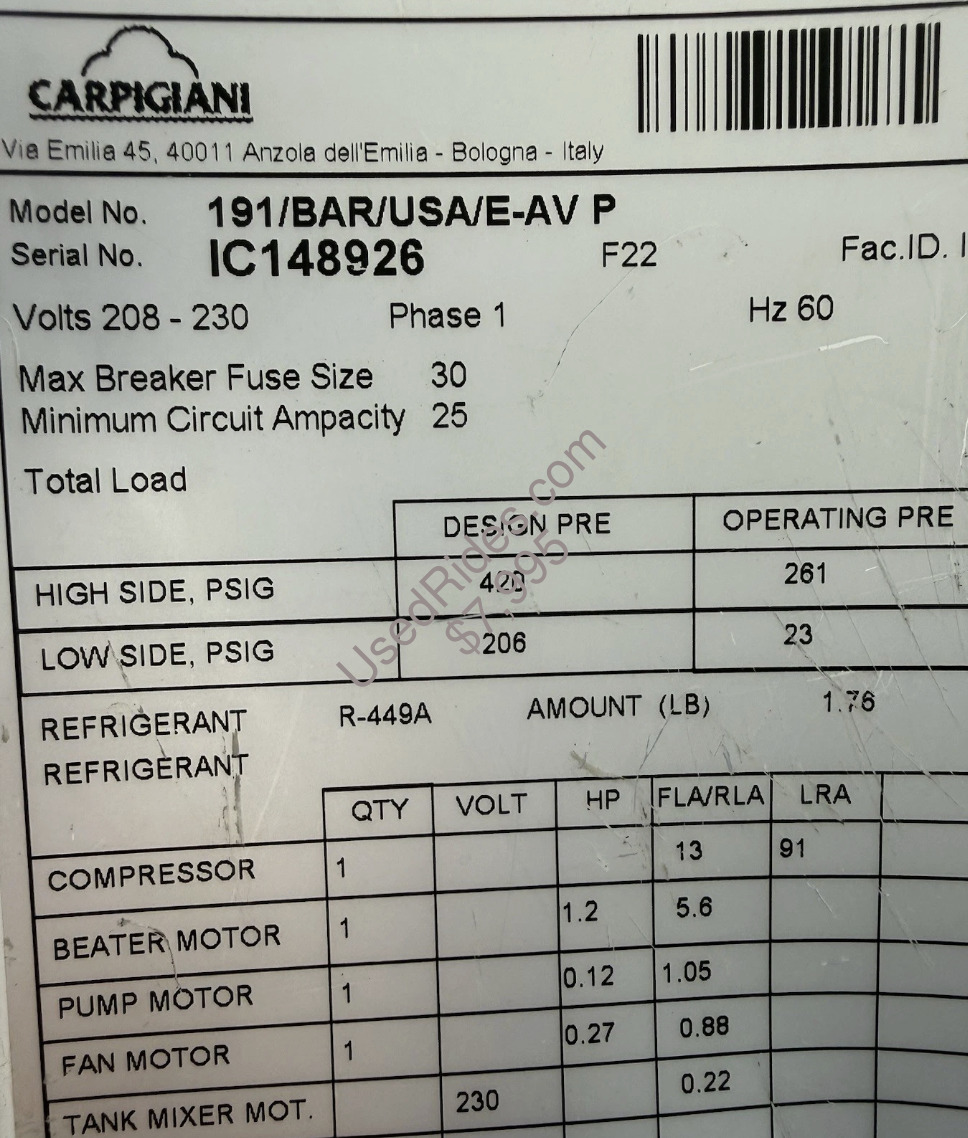 CARPIGIANI
Via Emilia 45, 40011 Anzola dell'Emilia - Bologna - Italy
Model No. 191/BAR/USA/E-AV P
Serial No. IC148926 F22 Fac.ID. I
Volts 208 - 230 Phase 1 Hz 60
Max Breaker Fuse Size 30
Minimum Circuit Ampacity 25
Total Load
DESIGN PRE OPERATING PRE
HIGH SIDE, PSIG 420 261
LOW SIDE, PSIG 206 23
UsedRides.com
$7,995
REFRIGERANT R-449A AMOUNT (LB) 1.76
REFRIGERANT
QTY VOLT HP FLA/RLA LRA
COMPRESSOR 1 13 91
BEATER MOTOR 1 1.2 5.6
PUMP MOTOR 1 0.12 1.05
FAN MOTOR 1 0.27 0.88
TANK MIXER MOT. 230 0.22